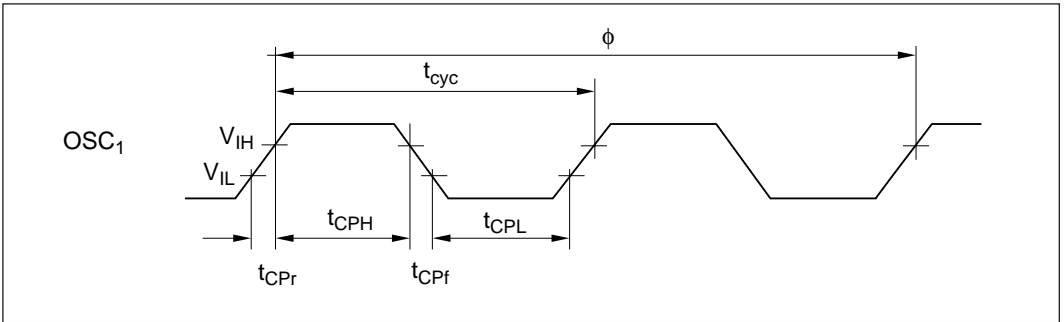 ϕ
tcyc
OSC1
VIH
VIL
tCPH
tCPL
tCPr
tCPf